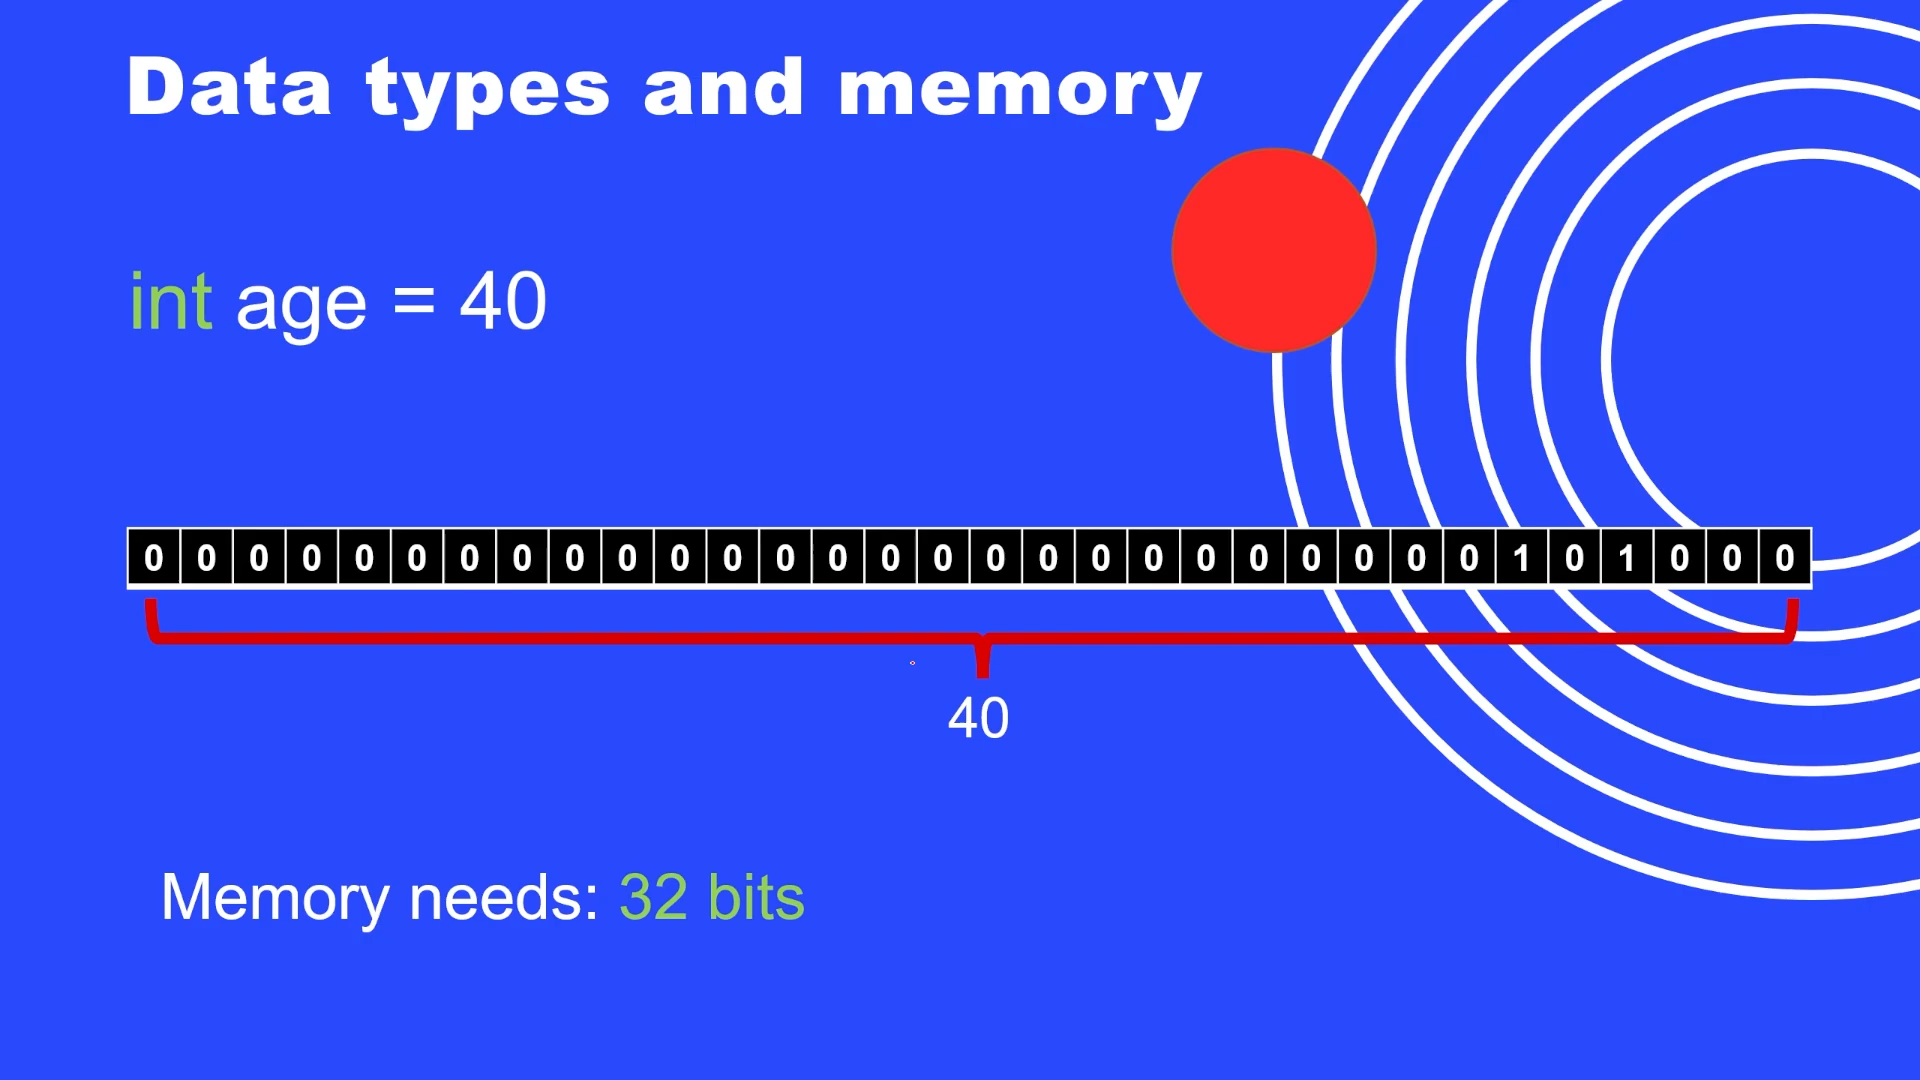 Data types and memory
int age = 40
0 0 0 0 0 0 0 0 0 0 0 0 0 0 0 0 0 0 0 0 0 0 0 0 0 0 1 0 1 0 0 0
40
Memory needs: 32 bits